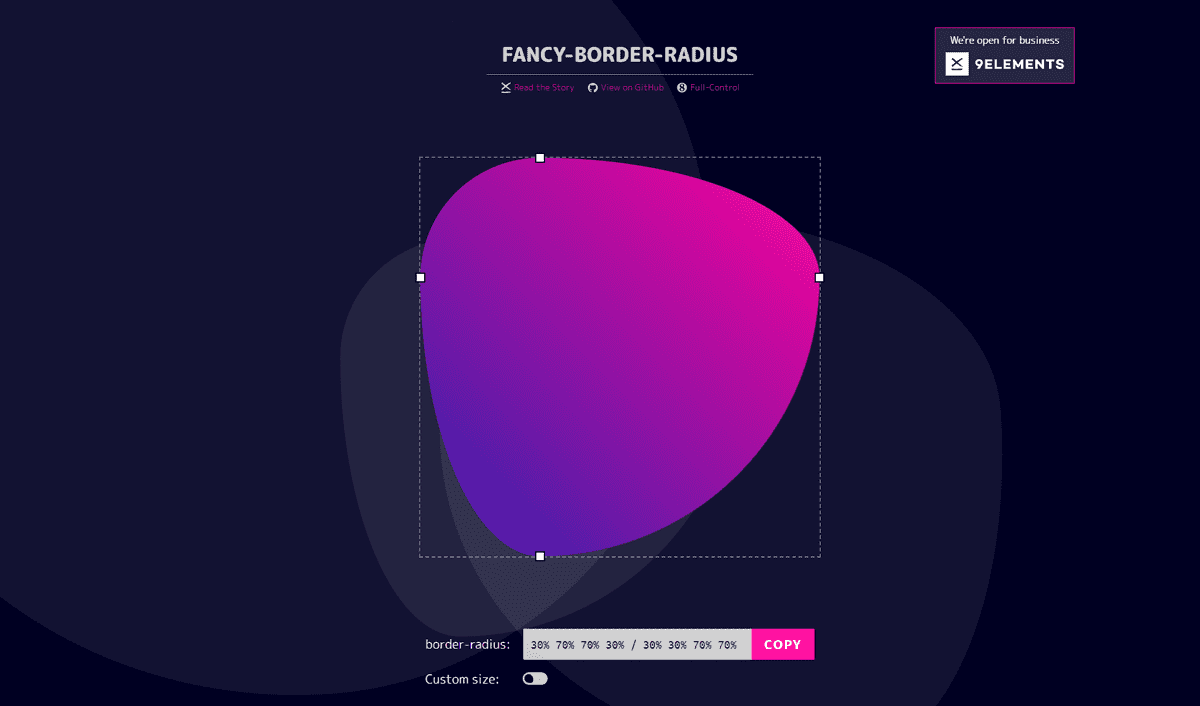 We're open for business
9ELEMENTS
FANCY-BORDER-RADIUS
Read the Story View on GitHub Full-Control
border-radius: 30% 70% 70% 30% / 30% 30% 70% 70% COPY
Custom size: